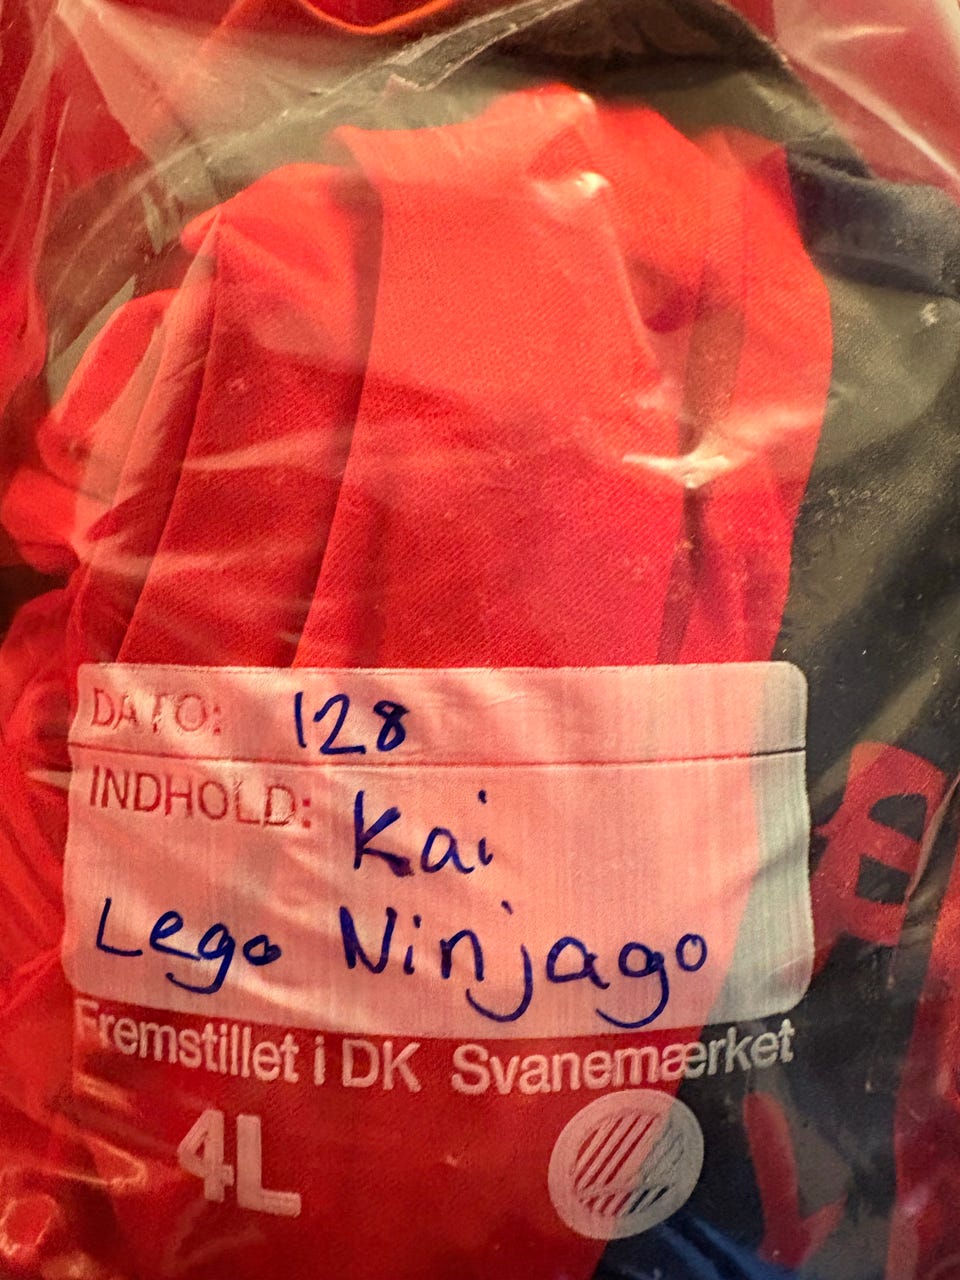 DATO: 128
INDHOLD: Kai
Lego Ninjago
Fremstillet i DK Svanemærket
4L